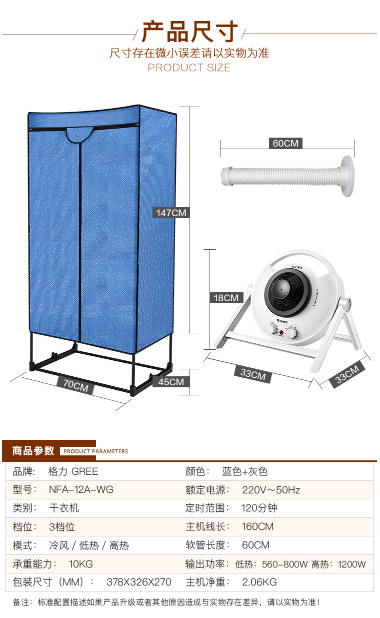 产品尺寸
尺寸存在微小误差请以实物为准
PRODUCT SIZE
60CM
147CM
18CM
70CM
45CM
33CM
33CM
商品参数 PRODUCT PARAMETERS
品牌: 格力 GREE 颜色: 蓝色+灰色
型号: NFA-12A-WG 额定电源: 220V~50Hz
类别: 干衣机 定时范围: 120分钟
档位: 3档位 主机线长: 160CM
模式: 冷风 / 低热 / 高热 软管长度: 60CM
承重能力: 10KG 输出功率: 低热: 560-800W 高热: 1200W
包装尺寸(MM): 378X326X270 主机净重: 2.06KG
备注: 标准配置描述如果产品升级或者其他原因造成与实物存在差异, 请以实物为准!